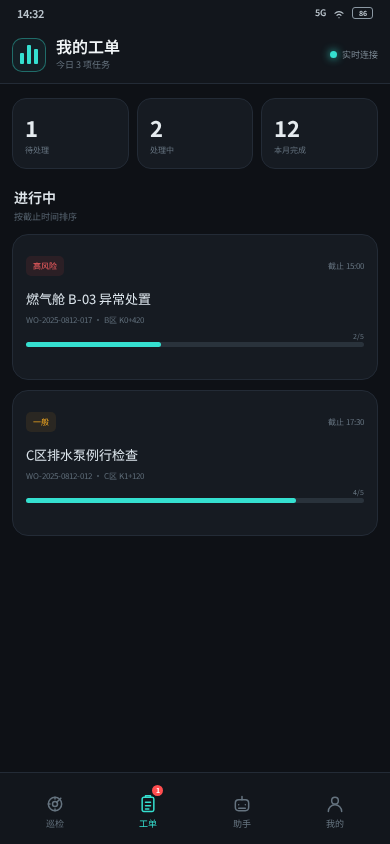 14:32
5G
86
我的工单
今日 3 项任务
实时连接
1
待处理
2
处理中
12
本月完成
进行中
按截止时间排序
高风险
截止 15:00
燃气舱 B-03 异常处置
WO-2025-0812-017 · B区 K0+420
2/5
一般
截止 17:30
C区排水泵例行检查
WO-2025-0812-012 · C区 K1+120
4/5
巡检
1
工单
助手
我的